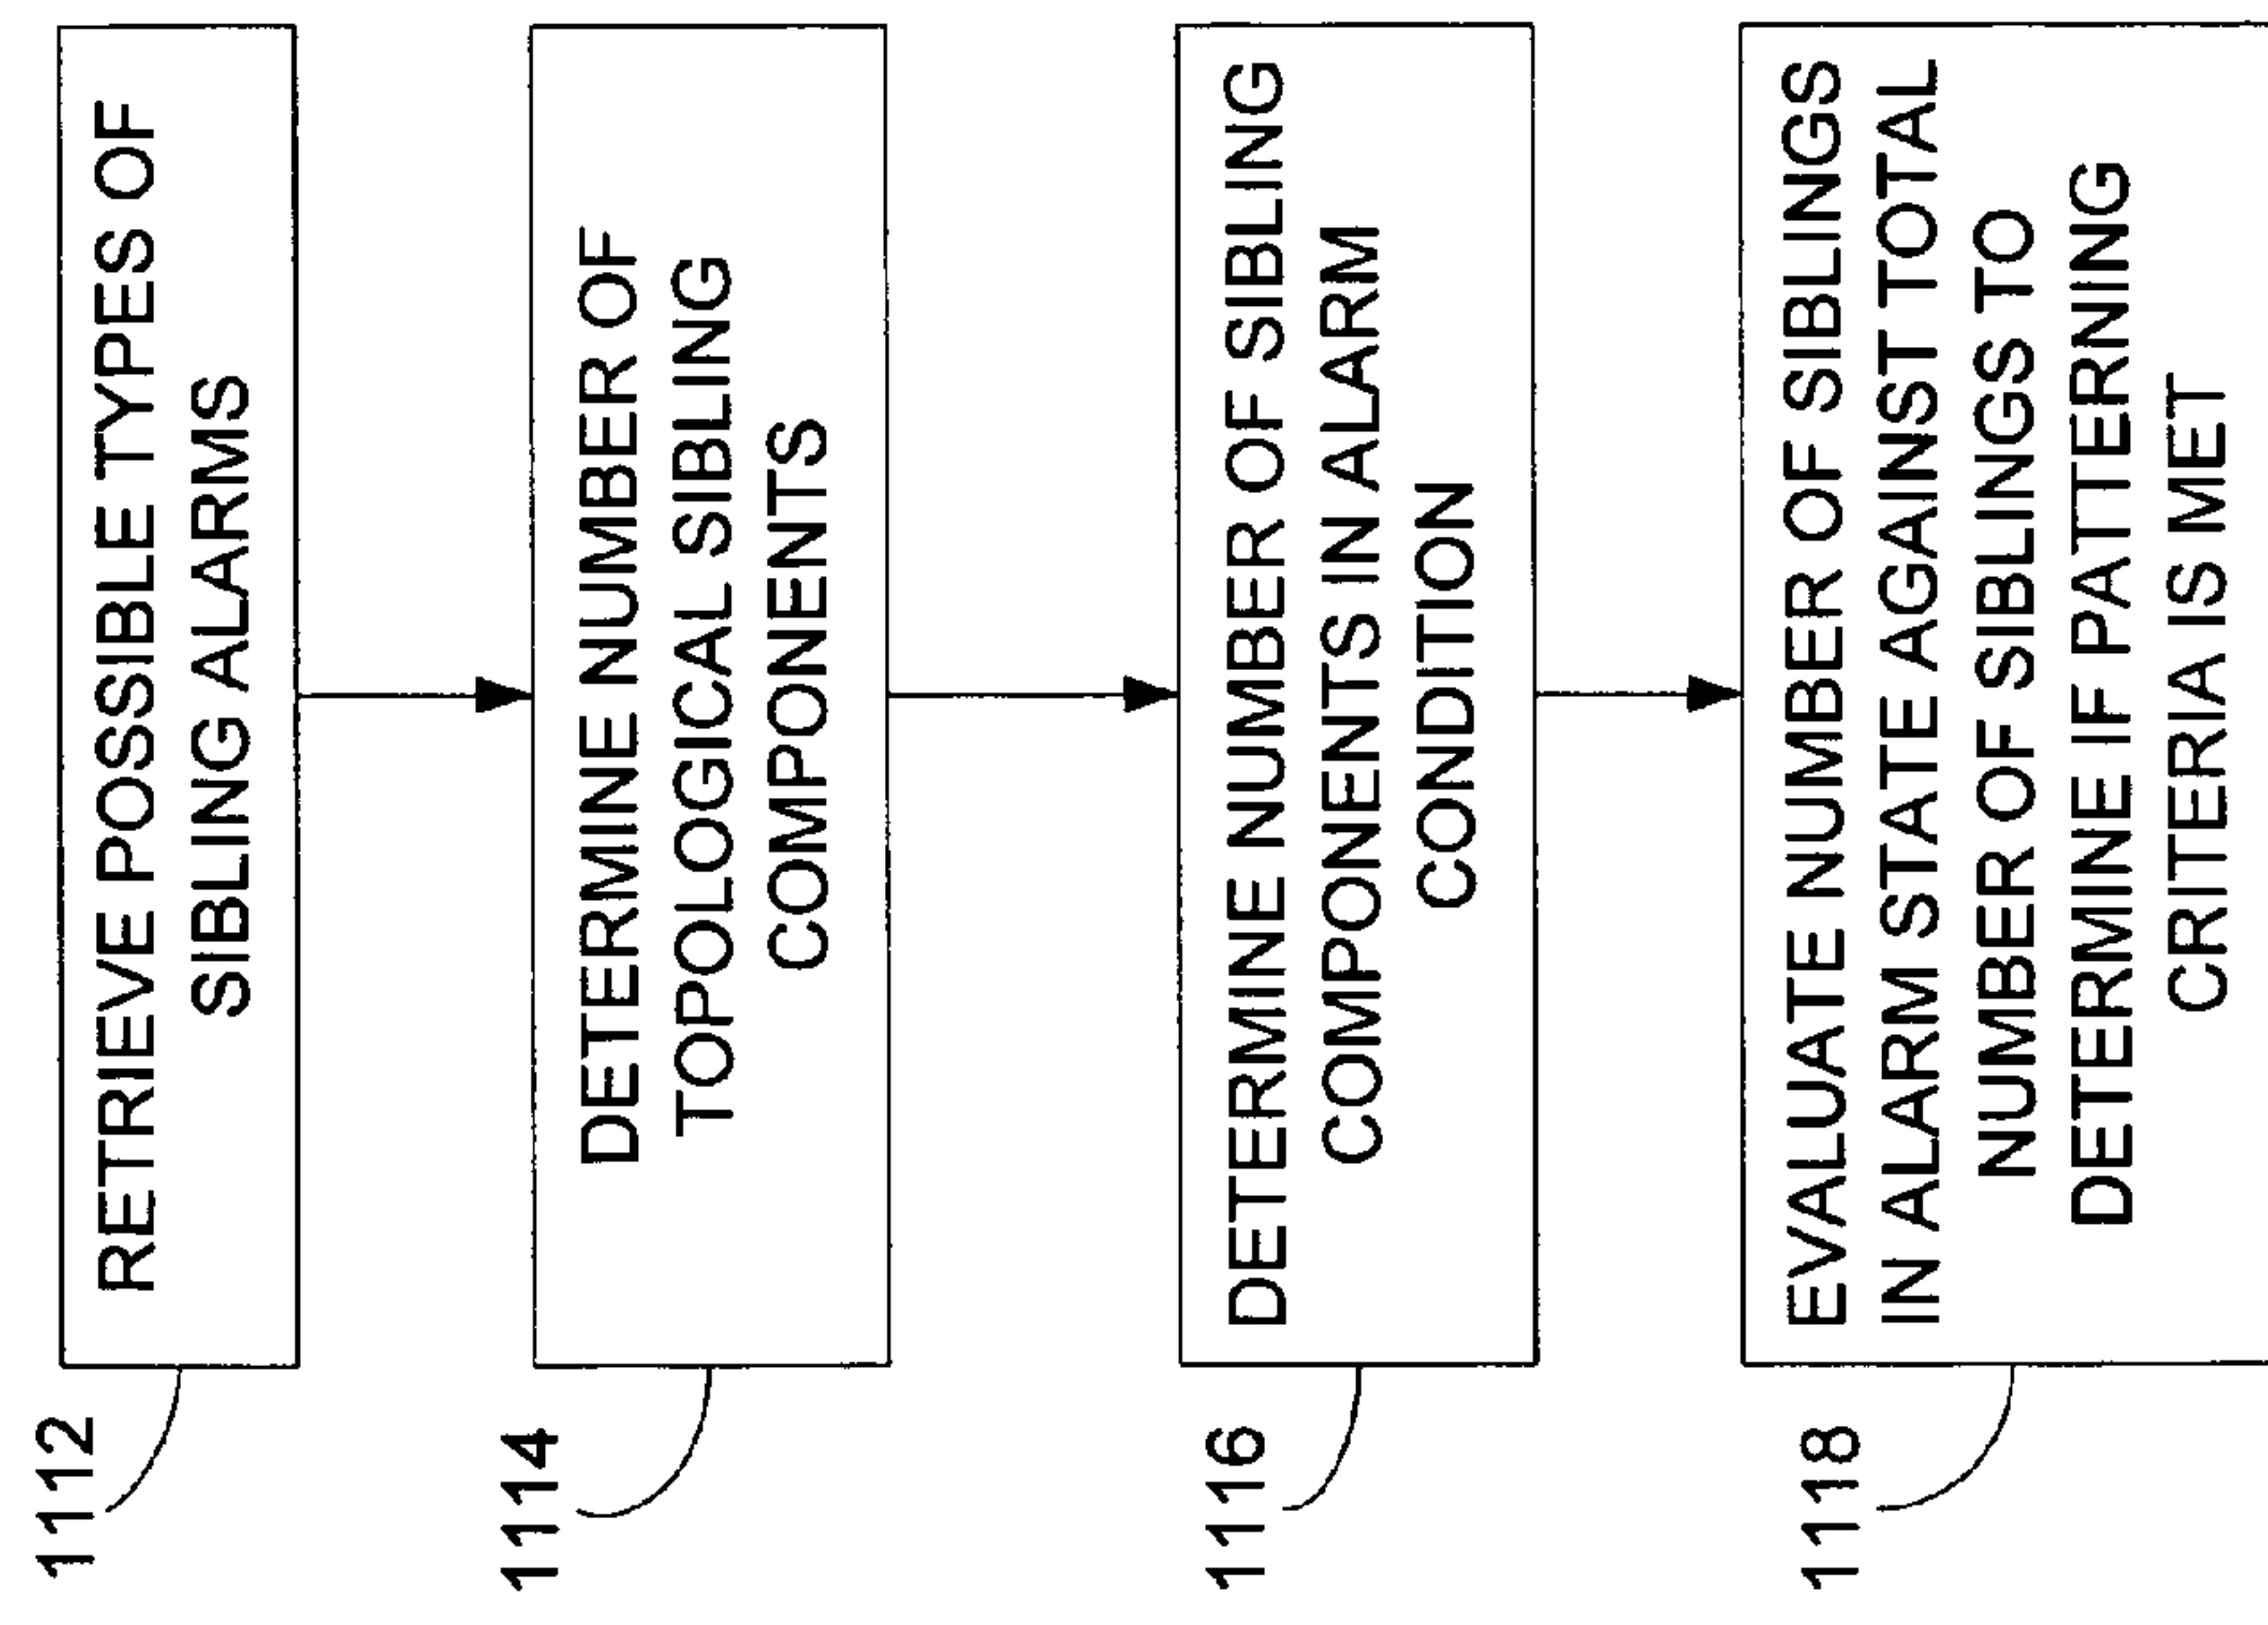 1112
RETRIEVE POSSIBLE TYPES OF
SIBLING ALARMS
1114
DETERMINE NUMBER OF
TOPOLOGICAL SIBLING
COMPONENTS
1116
DETERMINE NUMBER OF SIBLING
COMPONENTS IN ALARM
CONDITION
1118
EVALUATE NUMBER OF SIBLINGS
IN ALARM STATE AGAINST TOTAL
NUMBER OF SIBLINGS TO
DETERMINE IF PATTERNING
CRITERIA IS MET